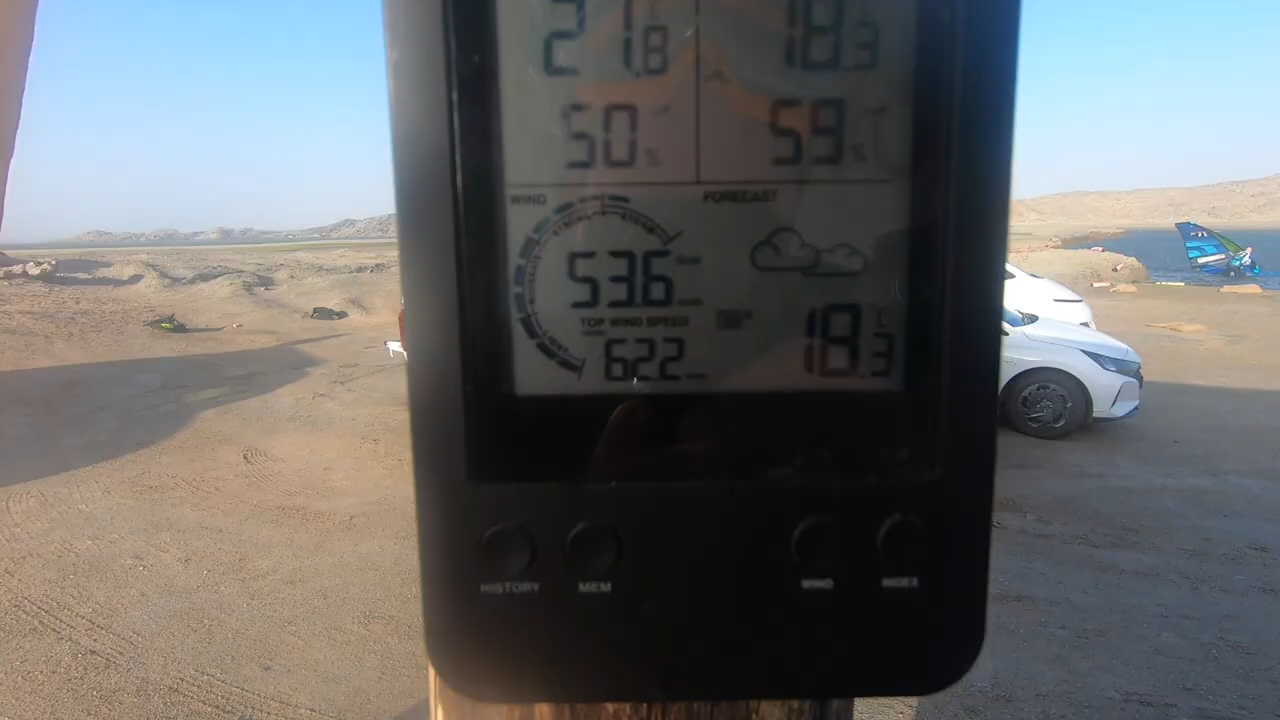 21.8 18.3
50% 59%
WIND FORECAST
53.6
TOP WIND SPEED
62.2 18.3 °C
HISTORY MEM WIND INDEX